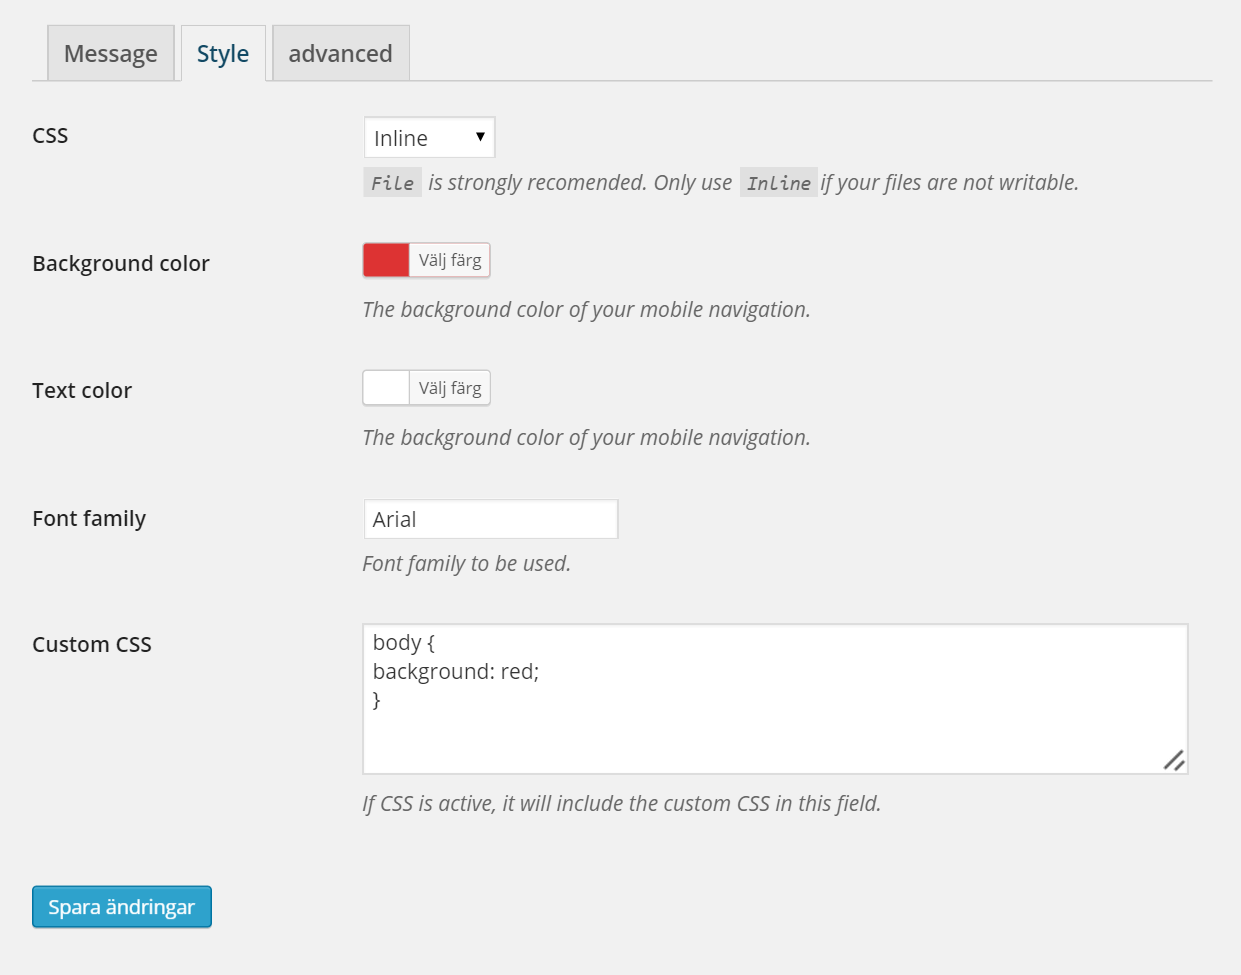 Message Style advanced
CSS Inline
File is strongly recomended. Only use Inline if your files are not writable.
Background color Välj färg
The background color of your mobile navigation.
Text color Välj färg
The background color of your mobile navigation.
Font family Arial
Font family to be used.
Custom CSS body {
background: red;
}
If CSS is active, it will include the custom CSS in this field.
Spara ändringar